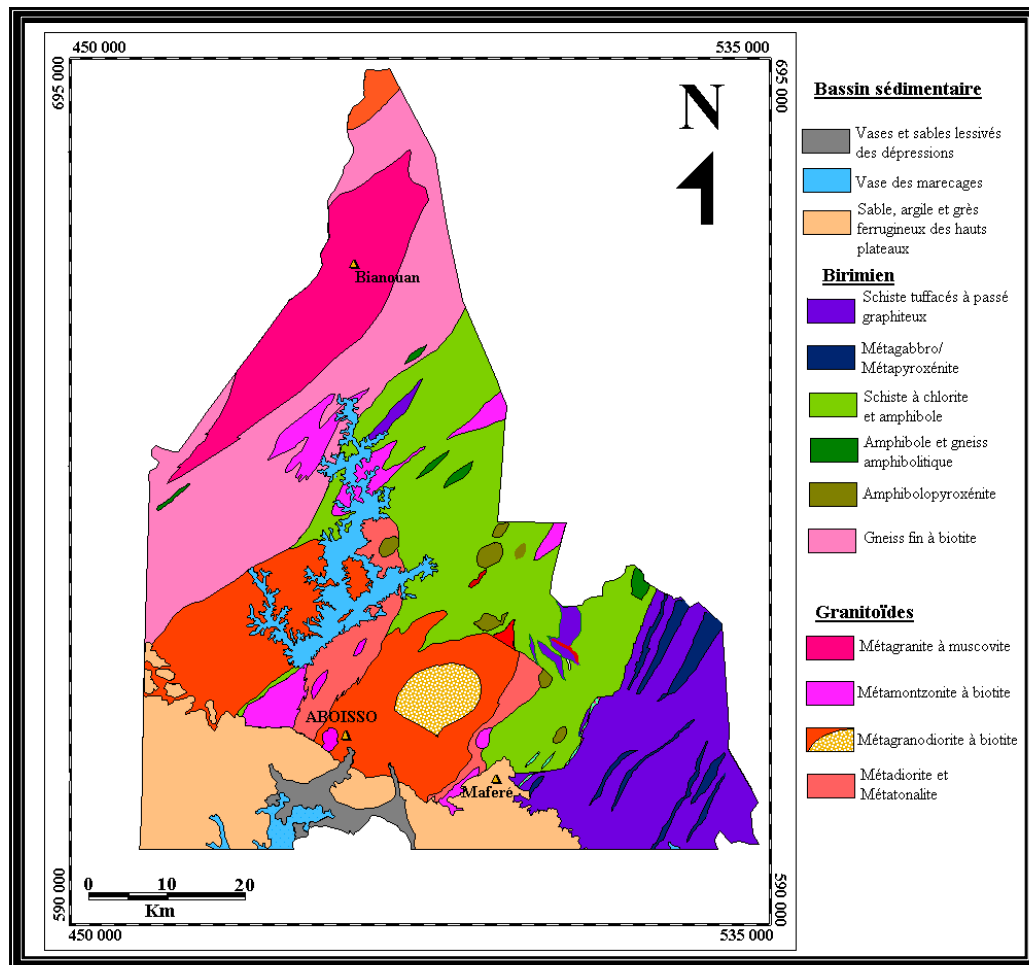 450 000
535 000
695 000
695 000
N
Bianouan
ABOISSO
Maferé
0 10 20
Km
590 000
590 000
450 000
535 000
Bassin sédimentaire
Vases et sables lessivés
des dépressions
Vase des marecages
Sable, argile et grès
ferrugineux des hauts
plateaux
Birimien
Schiste tuffacés à passé
graphiteux
Métagabbro/
Métapyroxénite
Schiste à chlorite
et amphibole
Amphibole et gneiss
amphibolitique
Amphibolopyroxénite
Gneiss fin à biotite
Granitoïdes
Métagranite à muscovite
Métamontzonite à biotite
Métagranodiorite à biotite
Métadiorite et
Métatonalite